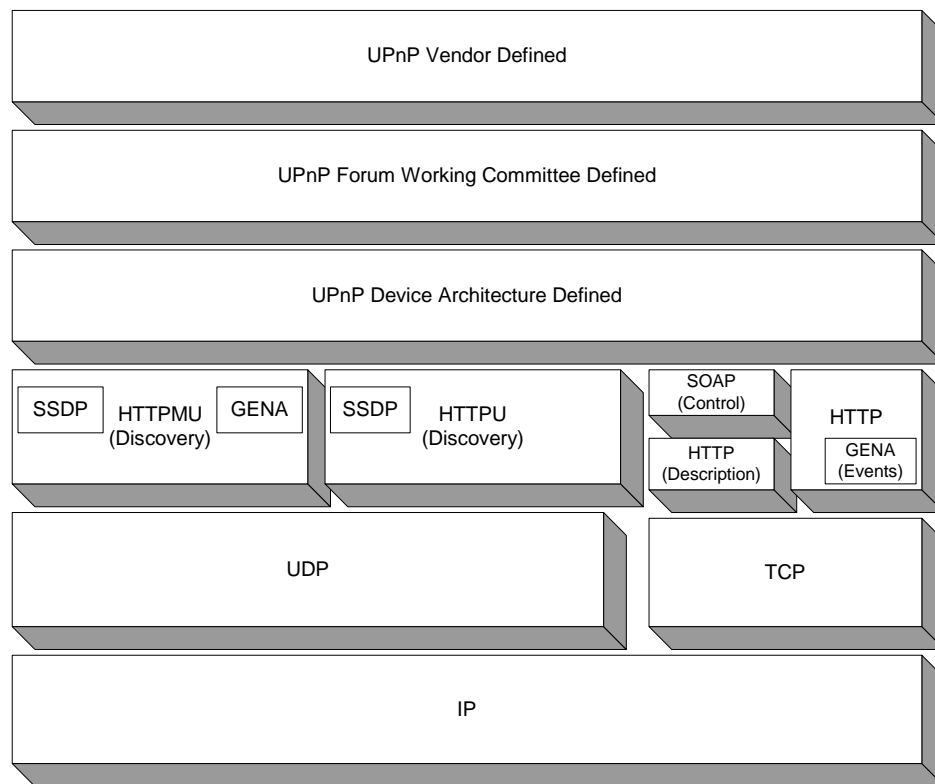 UPnP Vendor Defined
UPnP Forum Working Committee Defined
UPnP Device Architecture Defined
SSDP
HTTPMU
(Discovery)
GENA
SSDP
HTTPU
(Discovery)
SOAP
(Control)
HTTP
(Description)
HTTP
GENA
(Events)
UDP
TCP
IP